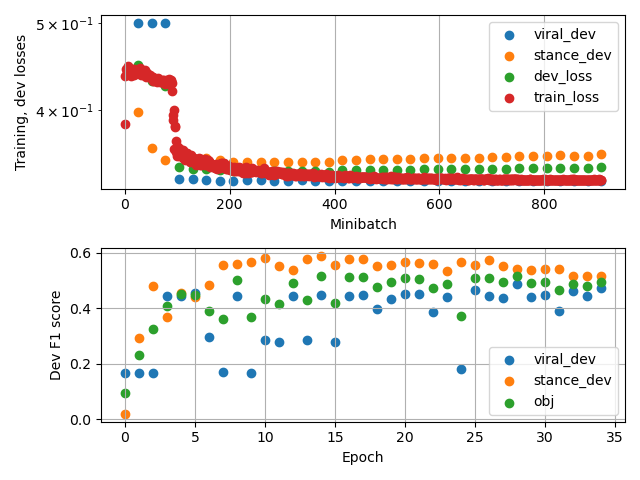 Training, dev losses
5 × 10⁻¹
4 × 10⁻¹
viral_dev
stance_dev
dev_loss
train_loss
0 200 400 600 800
Minibatch
Dev F1 score
0.6
0.4
0.2
0.0
viral_dev
stance_dev
obj
0 5 10 15 20 25 30 35
Epoch